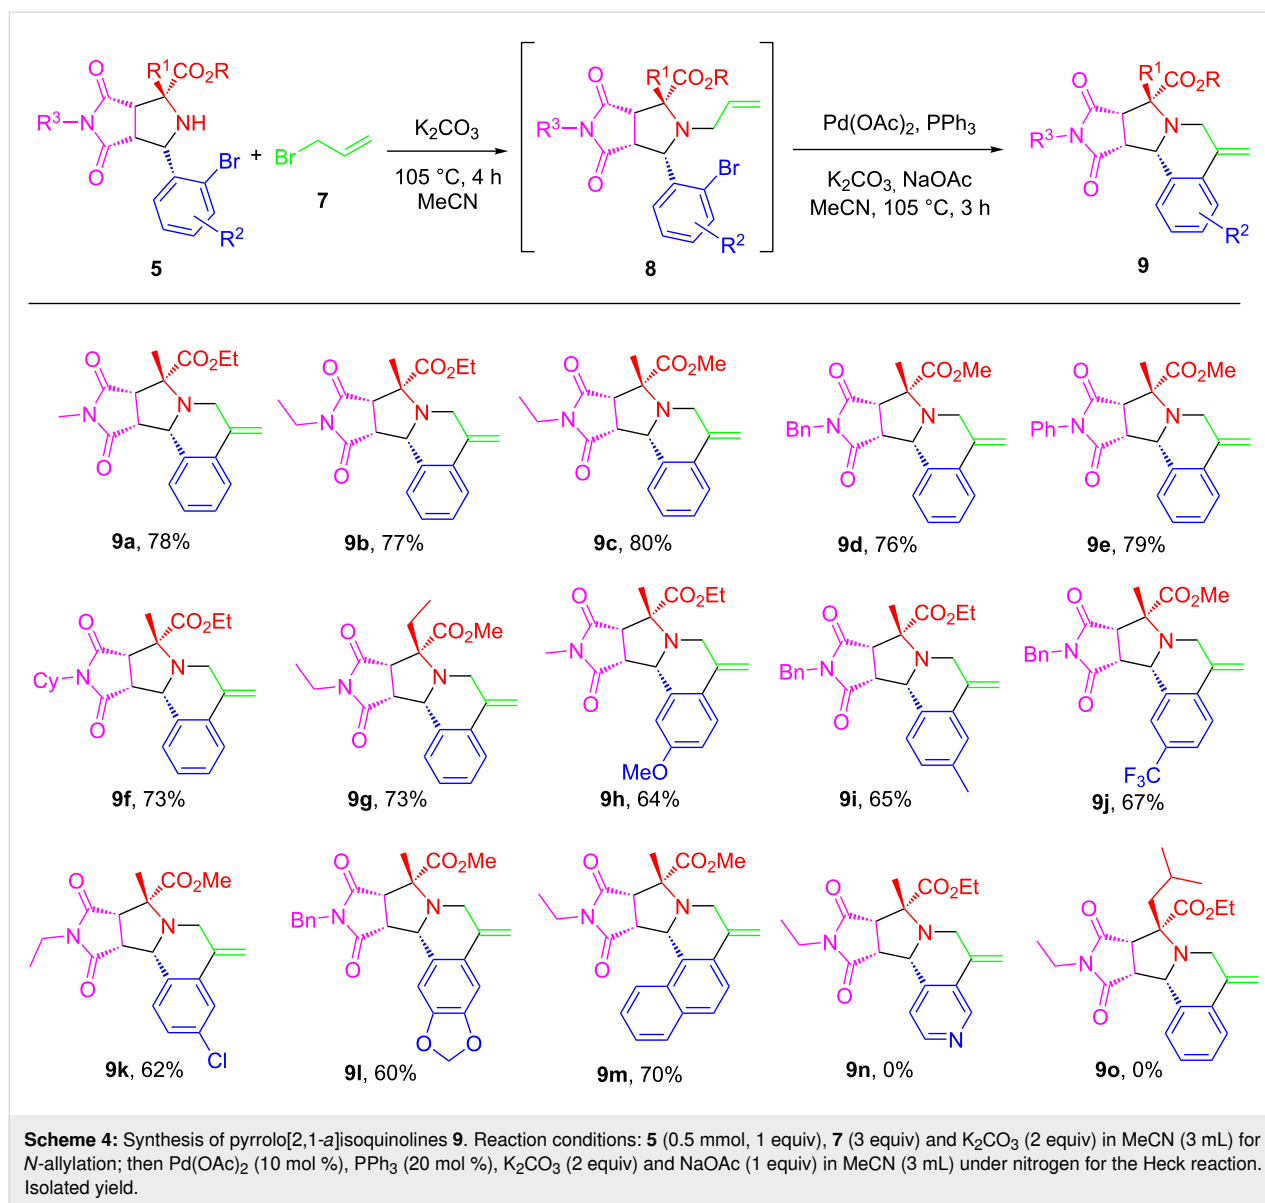 O
R¹
CO₂R
R³
N
NH
O
Br
R²
5
+
Br
7
K₂CO₃
105 °C, 4 h
MeCN
O
R¹
CO₂R
R³
N
N
O
Br
R²
8
Pd(OAc)₂, PPh₃
K₂CO₃, NaOAc
MeCN, 105 °C, 3 h
O
R¹
CO₂R
R³
N
N
O
R²
9
O
CO₂Et
N
N
O
9a, 78%
O
CO₂Et
N
N
O
9b, 77%
O
CO₂Me
N
N
O
9c, 80%
O
CO₂Me
Bn
N
N
O
9d, 76%
O
CO₂Me
Ph
N
N
O
9e, 79%
O
CO₂Et
Cy
N
N
O
9f, 73%
O
CO₂Me
N
N
O
9g, 73%
O
CO₂Et
N
N
O
MeO
9h, 64%
O
CO₂Et
Bn
N
N
O
9i, 65%
O
CO₂Me
Bn
N
N
O
F₃C
9j, 67%
O
CO₂Me
N
N
O
Cl
9k, 62%
O
CO₂Me
Bn
N
N
O
O
O
9l, 60%
O
CO₂Me
N
N
O
9m, 70%
O
CO₂Et
N
N
O
N
9n, 0%
O
CO₂Et
N
N
O
9o, 0%
Scheme 4: Synthesis of pyrrolo[2,1-a]isoquinolines 9. Reaction conditions: 5 (0.5 mmol, 1 equiv), 7 (3 equiv) and K₂CO₃ (2 equiv) in MeCN (3 mL) for
N-allylation; then Pd(OAc)₂ (10 mol %), PPh₃ (20 mol %), K₂CO₃ (2 equiv) and NaOAc (1 equiv) in MeCN (3 mL) under nitrogen for the Heck reaction.
Isolated yield.